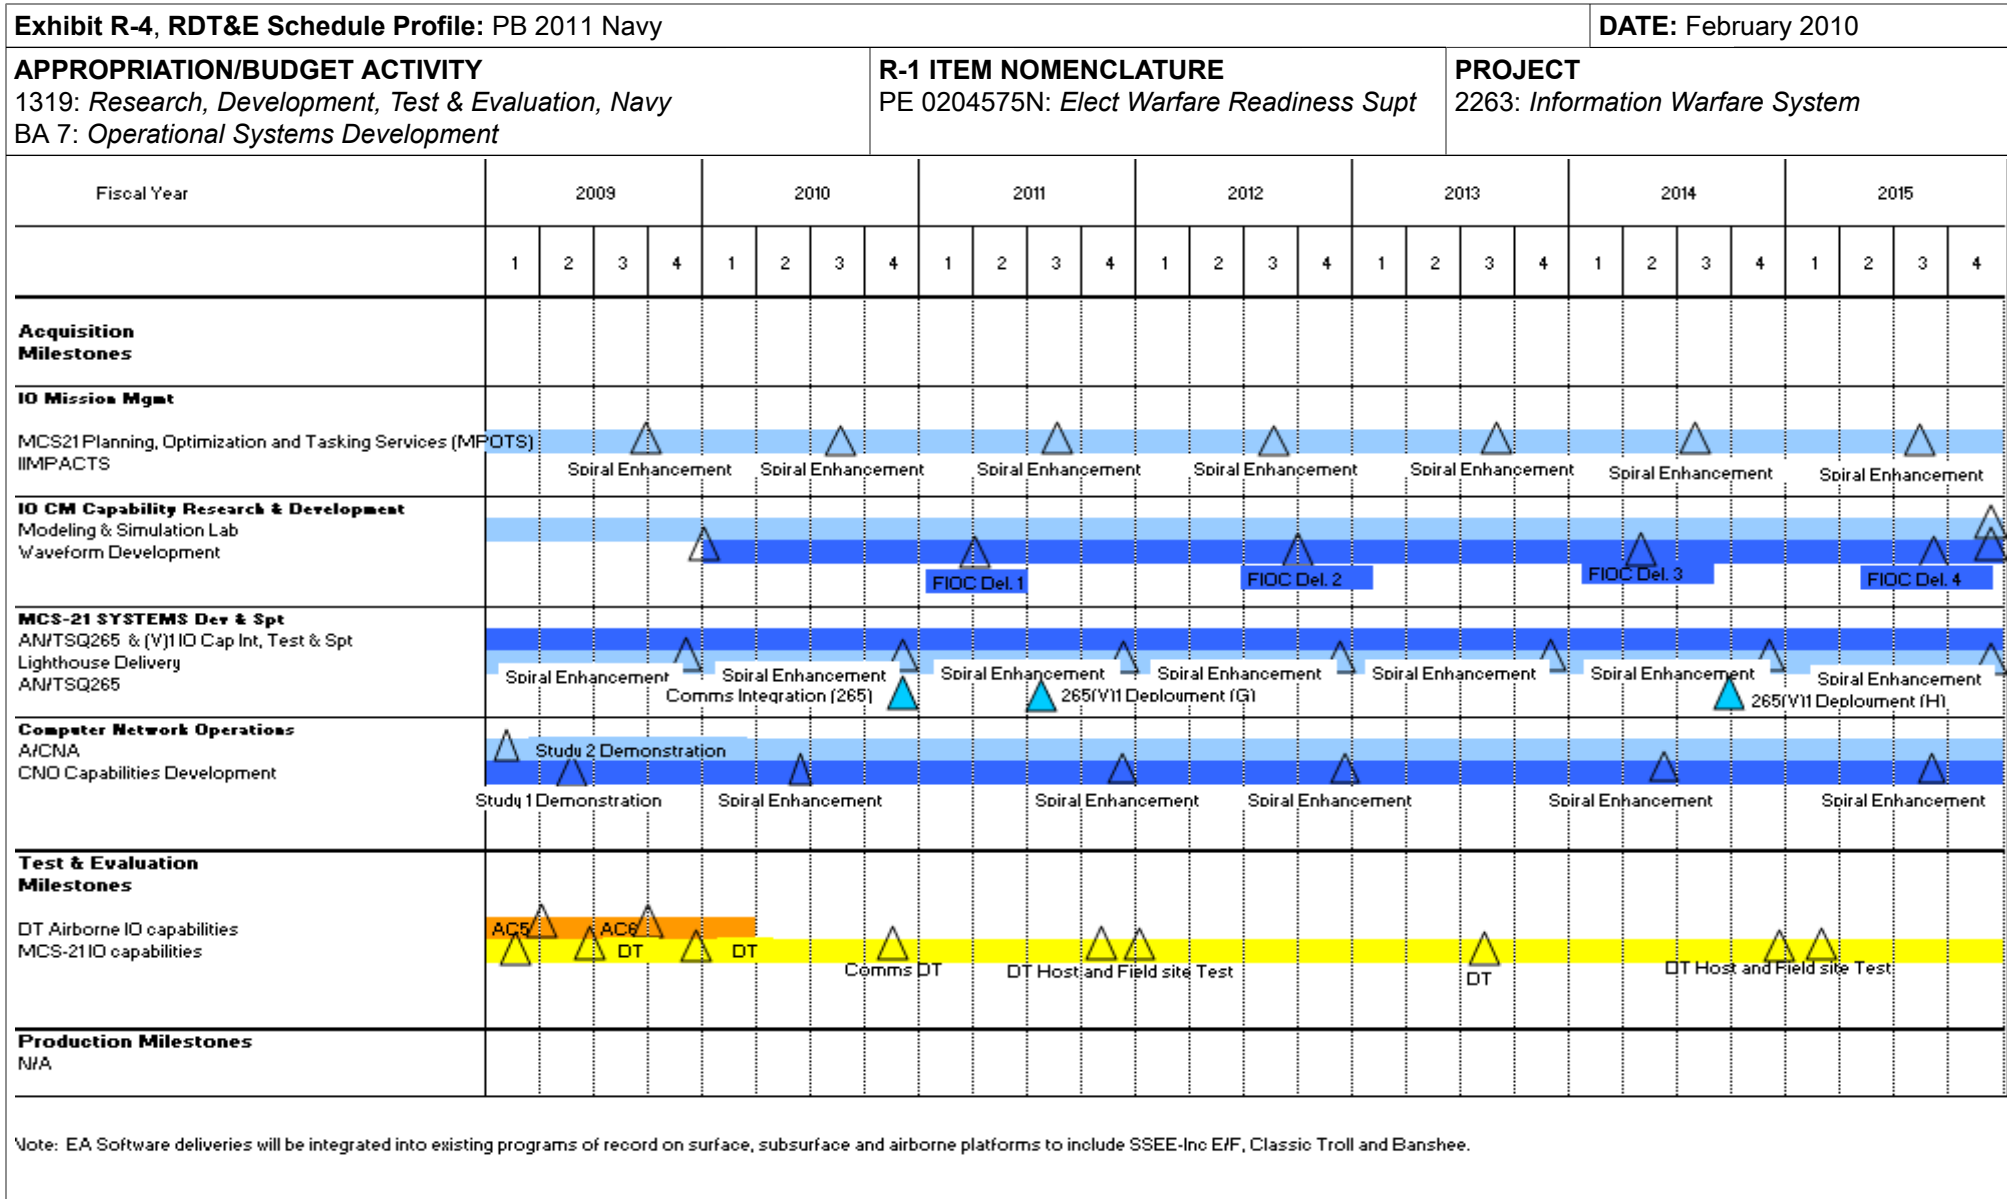 Exhibit R-4, RDT&E Schedule Profile: PB 2011 Navy
DATE: February 2010
APPROPRIATION/BUDGET ACTIVITY
1319: Research, Development, Test & Evaluation, Navy
BA 7: Operational Systems Development
R-1 ITEM NOMENCLATURE
PE 0204575N: Elect Warfare Readiness Supt
PROJECT
2263: Information Warfare System
Fiscal Year 2009 2010 2011 2012 2013 2014 2015
1 2 3 4 1 2 3 4 1 2 3 4 1 2 3 4 1 2 3 4 1 2 3 4 1 2 3 4
Acquisition
Milestones
IO Mission Mgmt
MCS21 Planning, Optimization and Tasking Services (MPOTS)
IIMPACTS
Spiral Enhancement Spiral Enhancement Spiral Enhancement Spiral Enhancement Spiral Enhancement Spiral Enhancement Spiral Enhancement
IO CM Capability Research & Development
Modeling & Simulation Lab
Waveform Development
FIOC Del. 1 FIOC Del. 2 FIOC Del. 3 FIOC Del. 4
MCS-21 SYSTEMS Dev & Spt
AN/TSQ265 & (V)1 IO Cap Int, Test & Spt
Lighthouse Delivery
AN/TSQ265
Spiral Enhancement Spiral Enhancement Spiral Enhancement Spiral Enhancement Spiral Enhancement Spiral Enhancement Spiral Enhancement
Comms Integration (265) 265(V)1 Deployment (G) 265(V)1 Deployment (H)
Computer Network Operations
A/CNA
CNO Capabilities Development
Study 2 Demonstration
Study 1 Demonstration Spiral Enhancement Spiral Enhancement Spiral Enhancement Spiral Enhancement Spiral Enhancement
Test & Evaluation
Milestones
DT Airborne IO capabilities
MCS-21 IO capabilities
AC5 AC6
DT DT
Comms DT DT Host and Field site Test DT DT Host and Field site Test
Production Milestones
N/A
Note: EA Software deliveries will be integrated into existing programs of record on surface, subsurface and airborne platforms to include SSEE-Inc E/F, Classic Troll and Banshee.